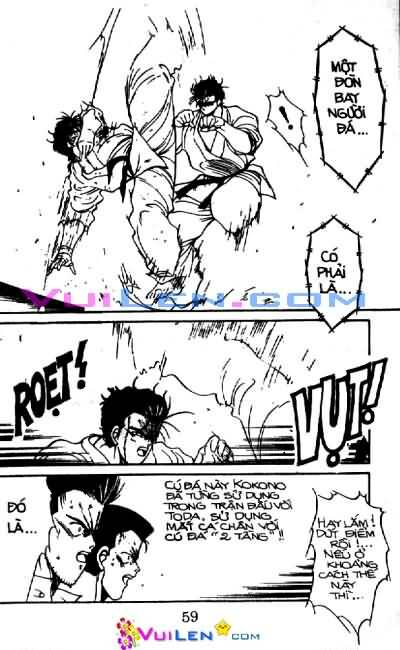 MỘT
ĐÒN
BAY
NGƯỜI
ĐÁ...
!
CÓ
PHẢI
LÀ...
VuiLen.com
ROẸT!
VỤT!
ĐÓ
LÀ...
CÚ ĐÁ NÀY KOKONO
ĐÃ TỪNG SỬ DỤNG
TRONG TRẬN ĐẤU VỚI
TODA, SỬ DỤNG
MẮT CÁ CHÂN VỚI
CÚ ĐÁ "2 TẦNG"!!
HAY LẮM!
DỨT ĐIỂM
RỒI!...
NẾU Ở
KHOẢNG
CÁCH THẾ
NÀY
THÌ...
59
VuiLen.com